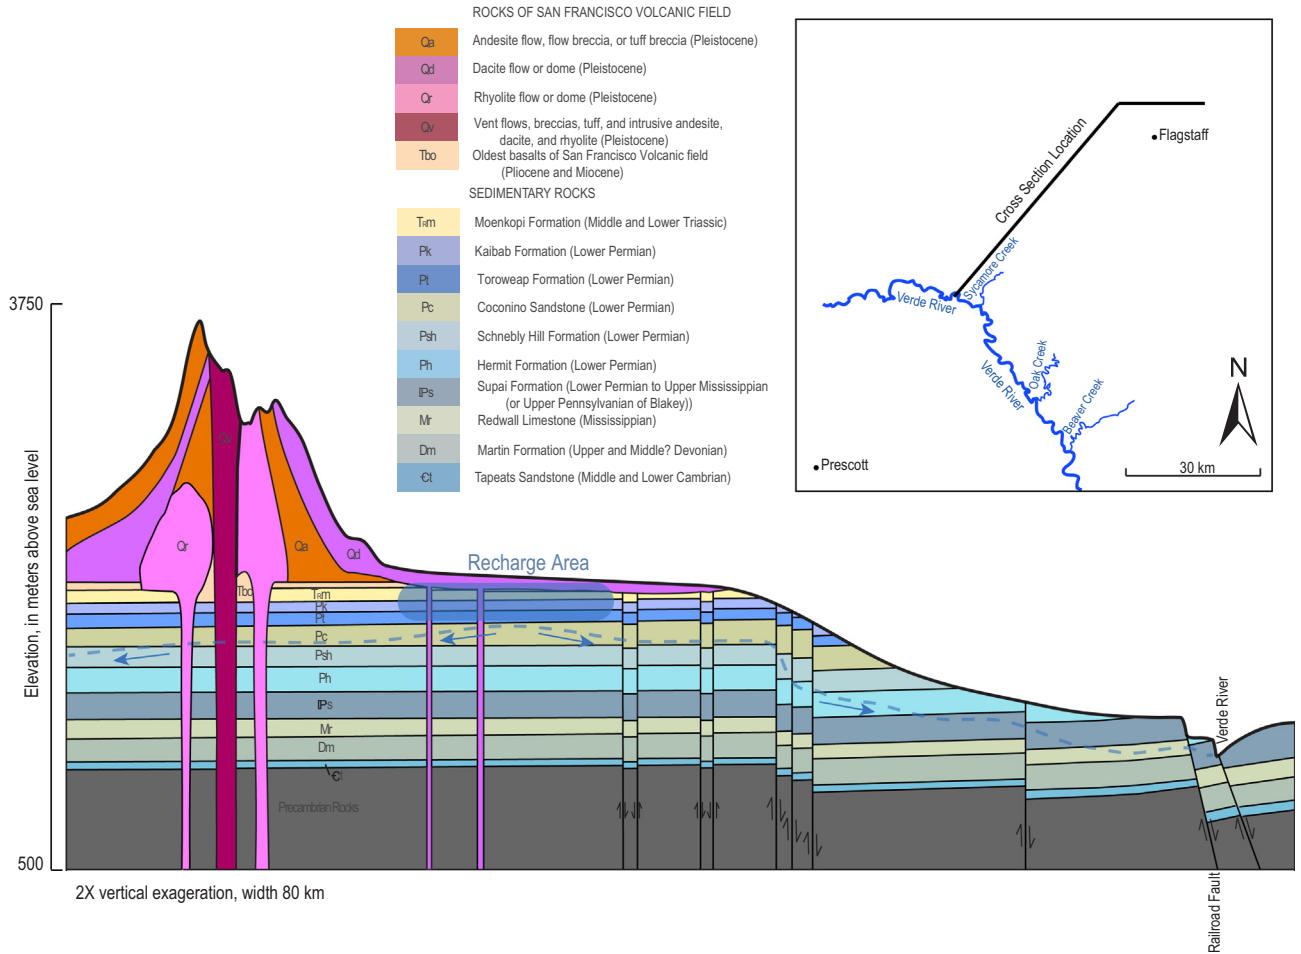 ROCKS OF SAN FRANCISCO VOLCANIC FIELD
Qa Andesite flow, flow breccia, or tuff breccia (Pleistocene)
Qd Dacite flow or dome (Pleistocene)
Qr Rhyolite flow or dome (Pleistocene)
Qv Vent flows, breccias, tuff, and intrusive andesite,
dacite, and rhyolite (Pleistocene)
Tbo Oldest basalts of San Francisco Volcanic field
(Pliocene and Miocene)
SEDIMENTARY ROCKS
TRm Moenkopi Formation (Middle and Lower Triassic)
Pk Kaibab Formation (Lower Permian)
Pt Toroweap Formation (Lower Permian)
Pc Coconino Sandstone (Lower Permian)
Psh Schnebly Hill Formation (Lower Permian)
Ph Hermit Formation (Lower Permian)
IPs Supai Formation (Lower Permian to Upper Mississippian
(or Upper Pennsylvanian of Blakey))
Mr Redwall Limestone (Mississippian)
Dm Martin Formation (Upper and Middle? Devonian)
Ct Tapeats Sandstone (Middle and Lower Cambrian)
Cross Section Location
Flagstaff
Sycamore Creek
Verde River
Verde River
Oak Creek
Beaver Creek
Prescott
N
30 km
3750
Elevation, in meters above sea level
500
Qv
Qr
Qa
Qd
Tbo
Recharge Area
TRm
Pk
Pt
Pc
Psh
Ph
IPs
Mr
Dm
Ct
Precambrian Rocks
Verde River
Railroad Fault
2X vertical exageration, width 80 km